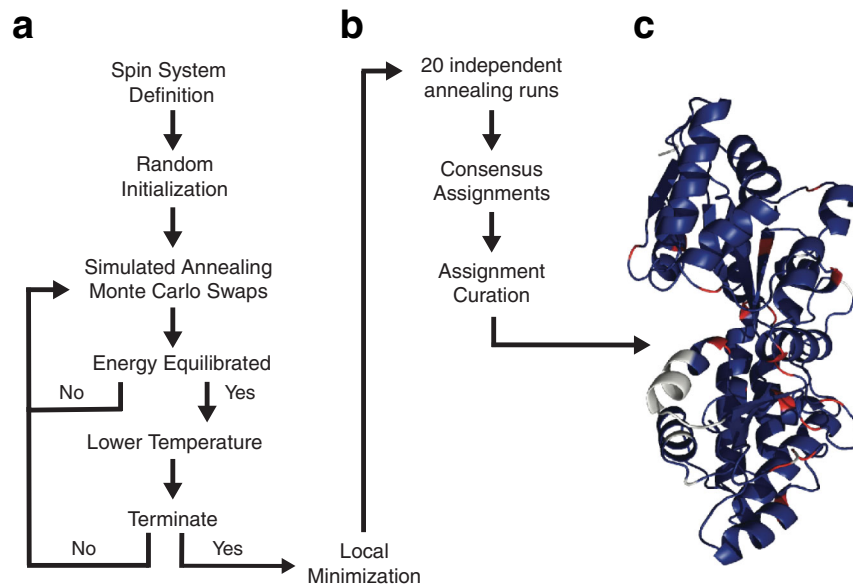 a
Spin System
Definition
Random
Initialization
Simulated Annealing
Monte Carlo Swaps
Energy Equilibrated
No
Yes
Lower Temperature
Terminate
No
Yes
Local
Minimization
b
20 independent
annealing runs
Consensus
Assignments
Assignment
Curation
c